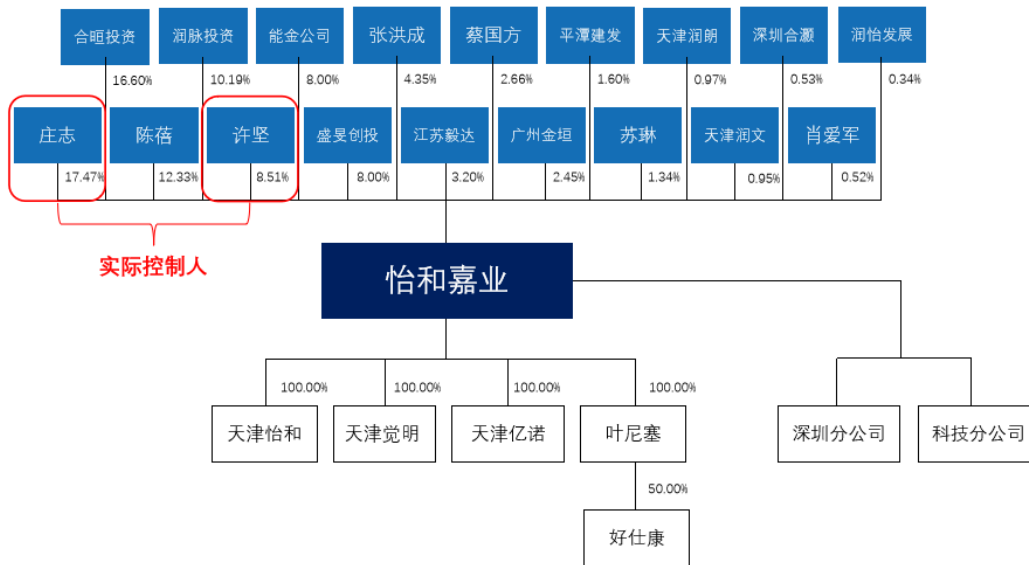 合晅投资
润脉投资
能金公司
张洪成
蔡国方
平潭建发
天津润朗
深圳合灏
润怡发展
16.60%
10.19%
8.00%
4.35%
2.66%
1.60%
0.97%
0.53%
0.34%
庄志
陈蓓
许坚
盛旻创投
江苏毅达
广州金垣
苏琳
天津润文
肖爱军
17.47%
12.33%
8.51%
8.00%
3.20%
2.45%
1.34%
0.95%
0.52%
实际控制人
怡和嘉业
100.00%
100.00%
100.00%
100.00%
天津怡和
天津觉明
天津亿诺
叶尼塞
深圳分公司
科技分公司
50.00%
好仕康